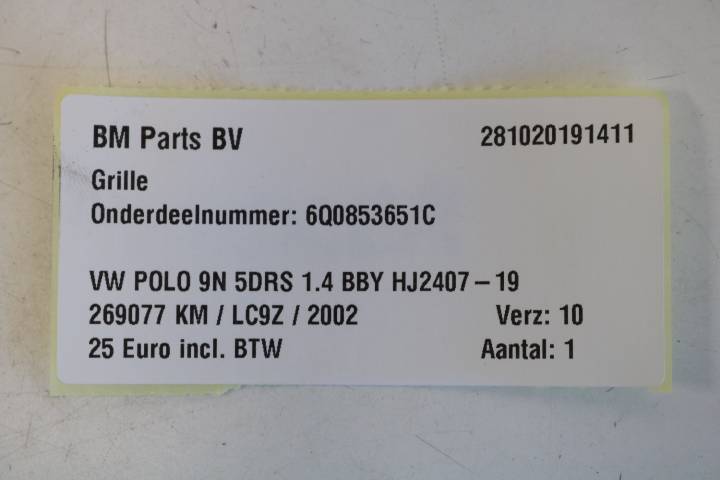 BM Parts BV 281020191411
Grille
Onderdeelnummer: 6Q0853651C
VW POLO 9N 5DRS 1.4 BBY HJ2407-19
269077 KM / LC9Z / 2002 Verz: 10
25 Euro incl. BTW Aantal: 1